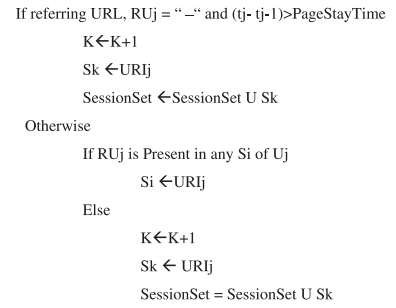 If referring URL, RUj = “ –“ and (tj- tj-1)>PageStayTime
K←K+1
Sk ←URIj
SessionSet ←SessionSet U Sk
Otherwise
If RUj is Present in any Si of Uj
Si ←URIj
Else
K←K+1
Sk ← URIj
SessionSet = SessionSet U Sk